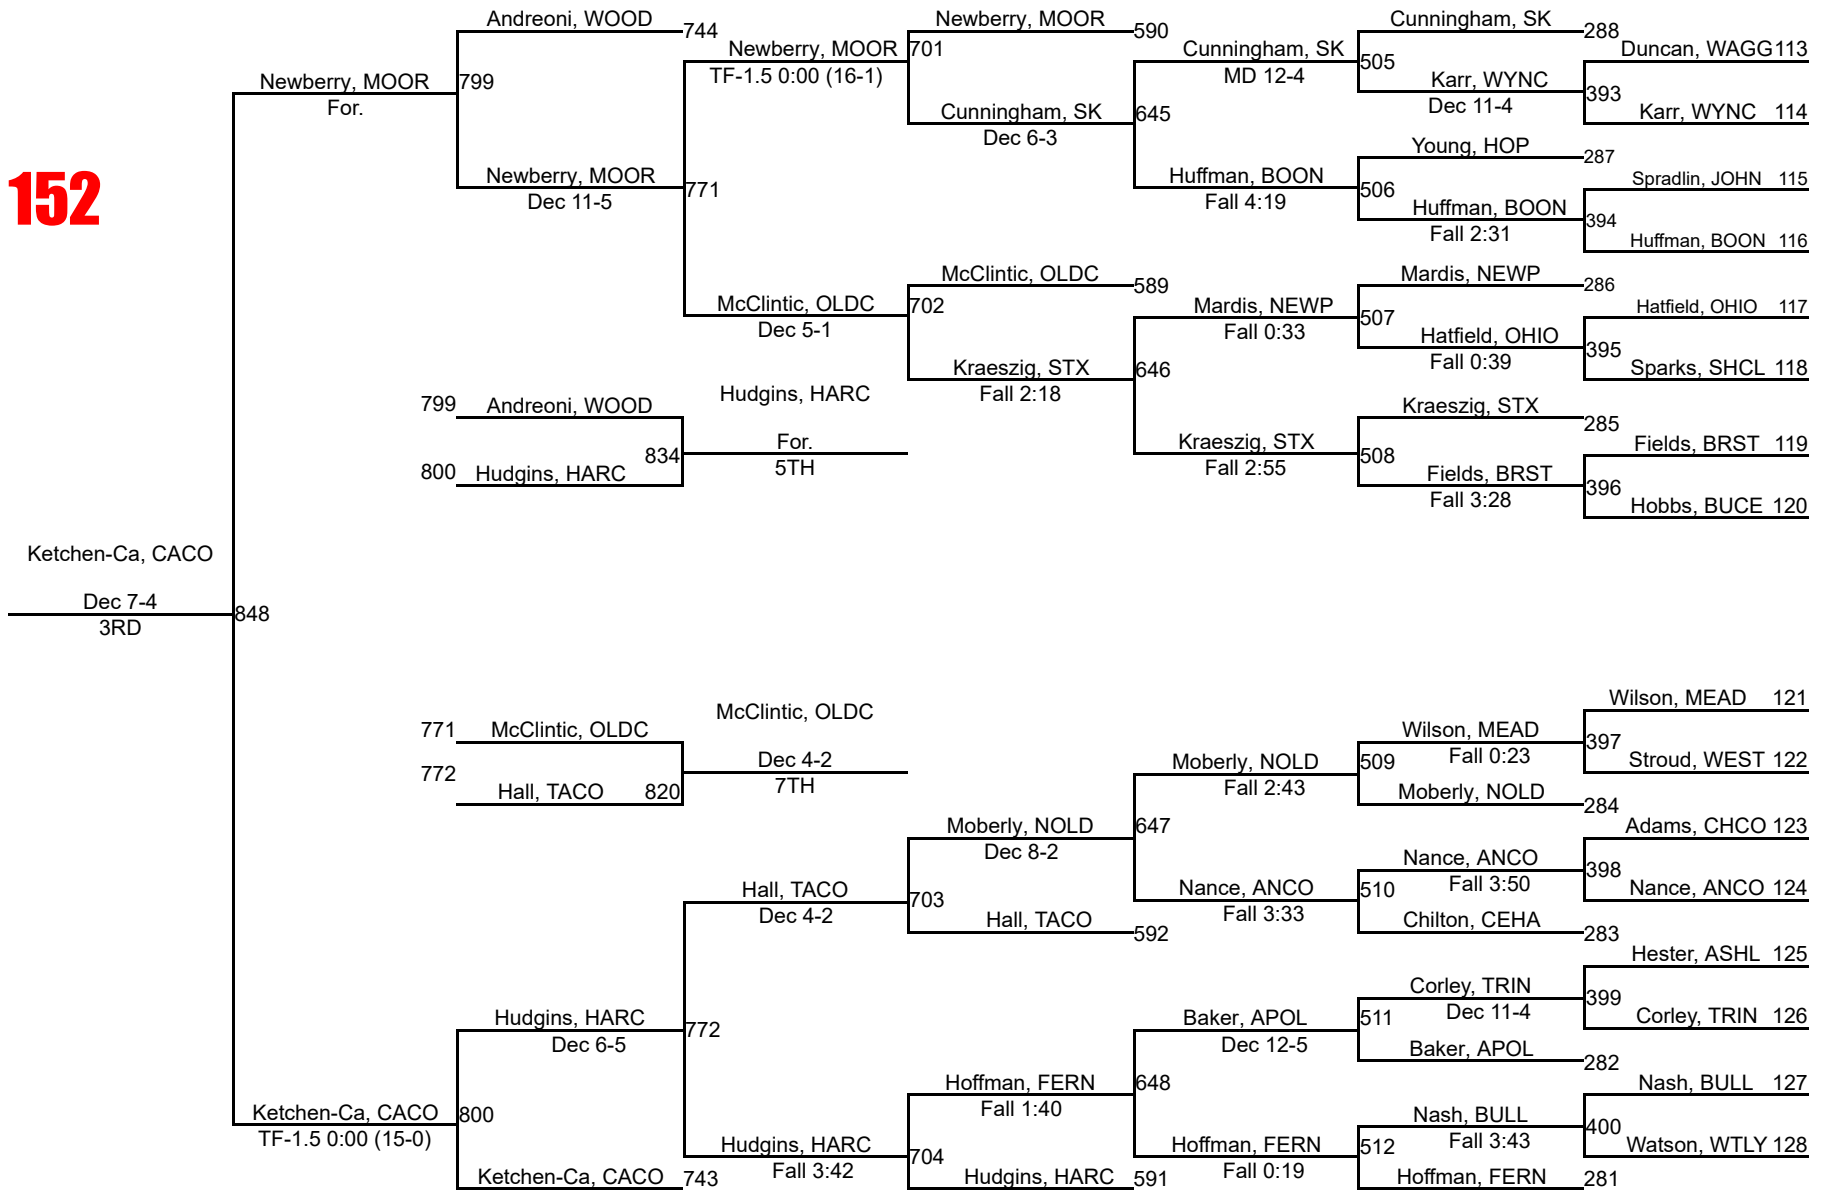 Andreoni, WOOD
744
Newberry, MOOR
590
Cunningham, SK
288
Newberry, MOOR
701
Cunningham, SK
505
Duncan, WAGG 113
Newberry, MOOR
799
TF-1.5 0:00 (16-1)
MD 12-4
Karr, WYNC
393
For.
Cunningham, SK
645
Dec 11-4
Karr, WYNC 114
Dec 6-3
Young, HOP
287
152
Newberry, MOOR
771
Huffman, BOON
506
Spradlin, JOHN 115
Dec 11-5
Fall 4:19
Huffman, BOON
394
Fall 2:31
Huffman, BOON 116
McClintic, OLDC
589
Mardis, NEWP
286
McClintic, OLDC
702
Mardis, NEWP
507
Hatfield, OHIO 117
Dec 5-1
Fall 0:33
Hatfield, OHIO
395
Kraeszig, STX
646
Fall 0:39
Sparks, SHCL 118
Hudgins, HARC
Fall 2:18
799 Andreoni, WOOD
Kraeszig, STX
285
For.
Kraeszig, STX
508
Fields, BRST 119
834
5TH
Fall 2:55
800 Hudgins, HARC
Fields, BRST
396
Fall 3:28
Hobbs, BUCE 120
Ketchen-Ca, CACO
Dec 7-4
848
3RD
Wilson, MEAD 121
McClintic, OLDC
771 McClintic, OLDC
Wilson, MEAD
397
Dec 4-2
Moberly, NOLD
509
Fall 0:23
Stroud, WEST 122
772
7TH
Fall 2:43
Hall, TACO 820
Moberly, NOLD
284
Moberly, NOLD
647
Adams, CHCO 123
Dec 8-2
Nance, ANCO
398
Hall, TACO
703
Nance, ANCO
510
Fall 3:50
Nance, ANCO 124
Dec 4-2
Fall 3:33
Hall, TACO
592
Chilton, CEHA
283
Hester, ASHL 125
Corley, TRIN
399
Hudgins, HARC
772
Baker, APOL
511
Dec 11-4
Corley, TRIN 126
Dec 6-5
Dec 12-5
Baker, APOL
282
Hoffman, FERN
648
Nash, BULL 127
Ketchen-Ca, CACO
800
Fall 1:40
Nash, BULL
400
TF-1.5 0:00 (15-0)
Hudgins, HARC
704
Hoffman, FERN
512
Fall 3:43
Watson, WTLY 128
Fall 3:42
Fall 0:19
Ketchen-Ca, CACO
743
Hudgins, HARC
591
Hoffman, FERN
281